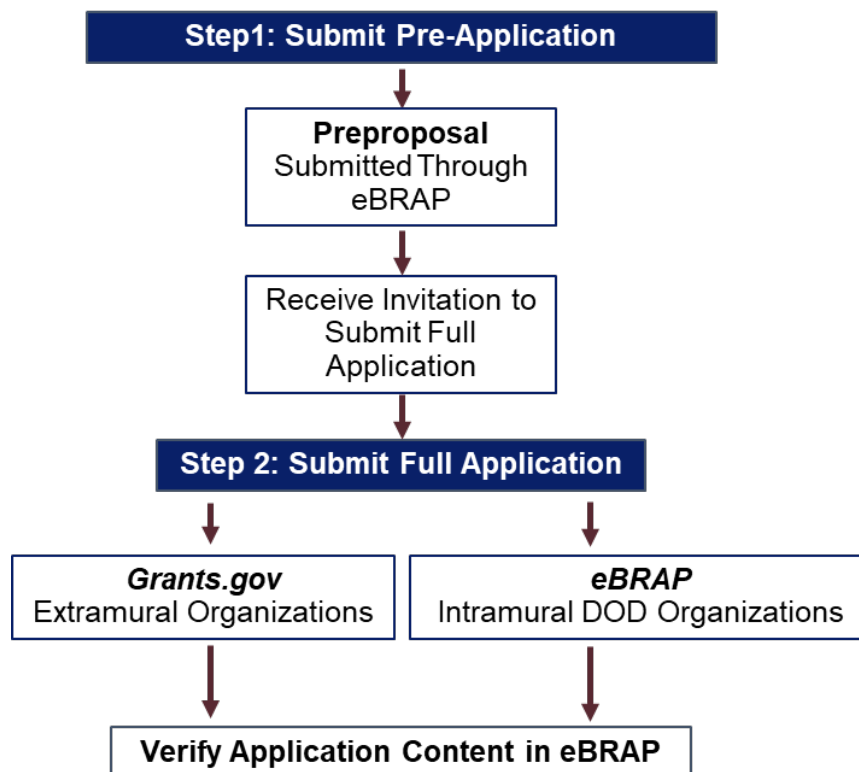 Step1: Submit Pre-Application
Preproposal
Submitted Through
eBRAP
Receive Invitation to
Submit Full
Application
Step 2: Submit Full Application
Grants.gov
Extramural Organizations
eBRAP
Intramural DOD Organizations
Verify Application Content in eBRAP